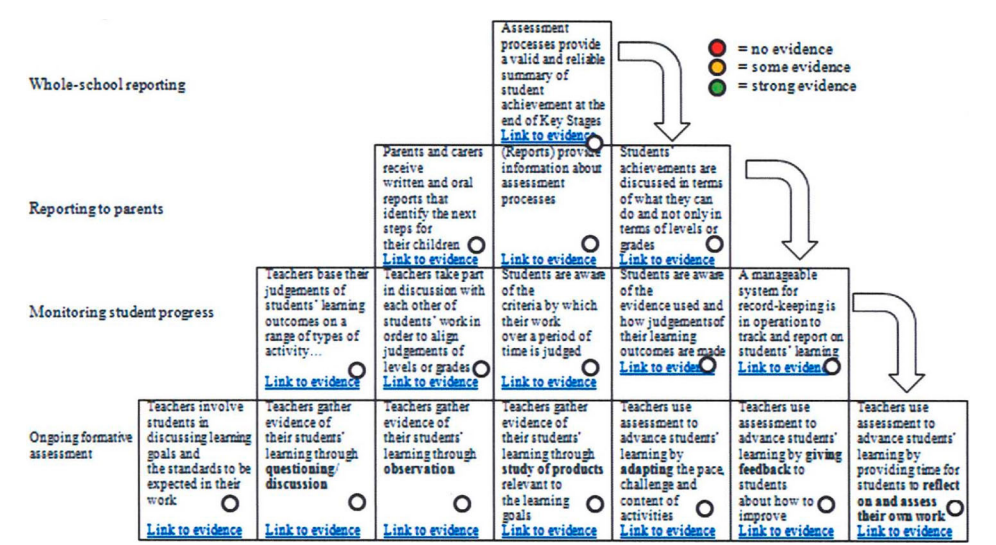 Assessment
processes provide
a valid and reliable
summary of
student
achievement at the
end of Key Stages
Link to evidence
= no evidence
= some evidence
= strong evidence
Whole-school reporting
Reporting to parents
Parents and carers
receive
written and oral
reports that
identify the next
steps for
their children
Link to evidence
(Reports) provide
information about
assessment
processes
Link to evidence
Students'
achievements are
discussed in terms
of what they can
do and not only in
terms of levels or
grades
Link to evidence
Monitoring student progress
Teachers base their
judgements of
students' learning
outcomes on a
range of types of
activity...
Link to evidence
Teachers take part
in discussion with
each other of
students' work in
order to align
judgements of
levels or grades
Link to evidence
Students are aware
of the
criteria by which
their work
over a period of
time is judged
Link to evidence
Students are aware
of the
evidence used and
how judgements of
their learning
outcomes are made
Link to evidence
A manageable
system for
record-keeping is
in operation to
track and report on
students' learning
Link to evidence
Ongoing formative
assessment
Teachers involve
students in
discussing learning
goals and
the standards to be
expected in their
work
Link to evidence
Teachers gather
evidence of
their students'
learning through
questioning/
discussion
Link to evidence
Teachers gather
evidence of
their students'
learning through
observation
Link to evidence
Teachers gather
evidence of
their students'
learning through
study of products
relevant to
the learning
goals
Link to evidence
Teachers use
assessment to
advance students'
learning by
adapting the pace,
challenge and
content of
activities
Link to evidence
Teachers use
assessment to
advance students'
learning by giving
feedback to
students
about how to
improve
Link to evidence
Teachers use
assessment to
advance students'
learning by
providing time for
students to reflect
on and assess
their own work
Link to evidence